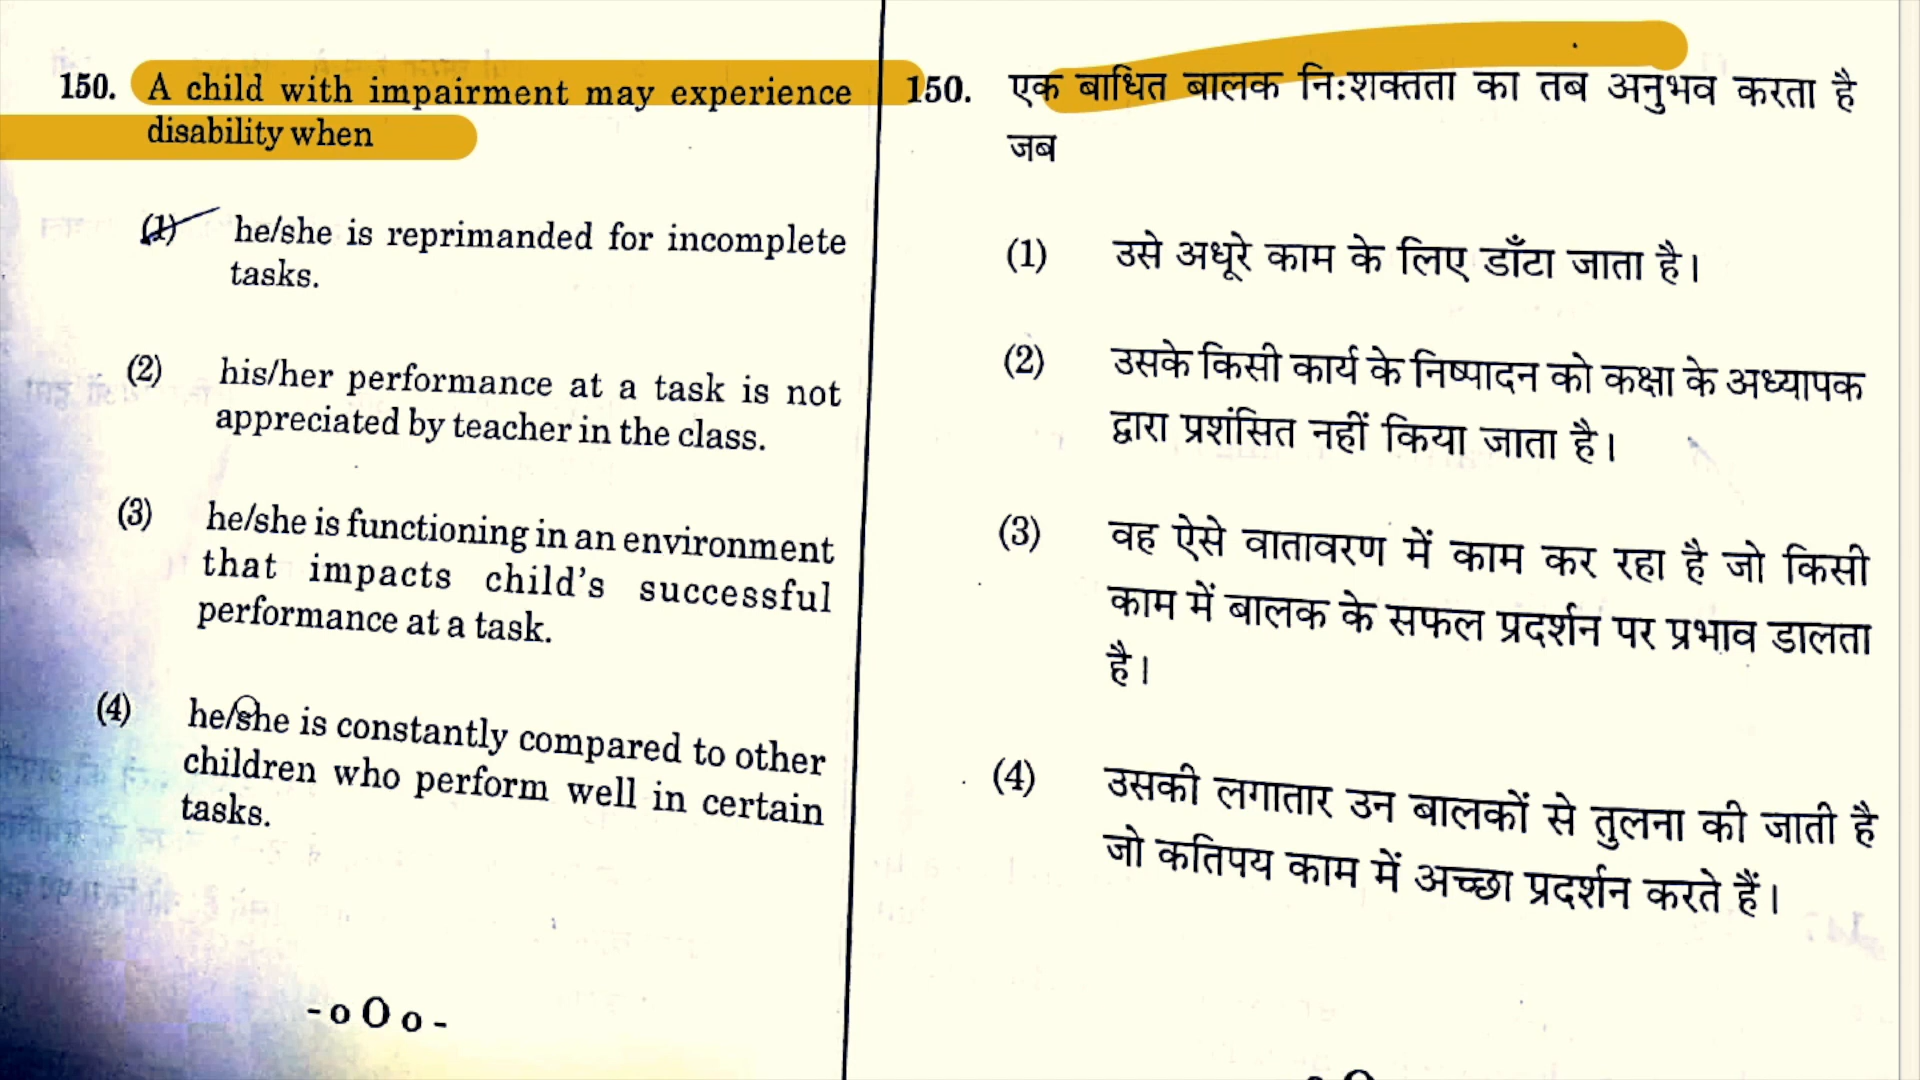 150. A child with impairment may experience
disability when
(1) he/she is reprimanded for incomplete
tasks.
(2) his/her performance at a task is not
appreciated by teacher in the class.
(3) he/she is functioning in an environment
that impacts child's successful
performance at a task.
(4) he/she is constantly compared to other
children who perform well in certain
tasks.
- o O o -
150. एक बाधित बालक नि:शक्तता का तब अनुभव करता है
जब
(1) उसे अधूरे काम के लिए डाँटा जाता है।
(2) उसके किसी कार्य के निष्पादन को कक्षा के अध्यापक
द्वारा प्रशंसित नहीं किया जाता है।
(3) वह ऐसे वातावरण में काम कर रहा है जो किसी
काम में बालक के सफल प्रदर्शन पर प्रभाव डालता
है।
(4) उसकी लगातार उन बालकों से तुलना की जाती है
जो कतिपय काम में अच्छा प्रदर्शन करते हैं।